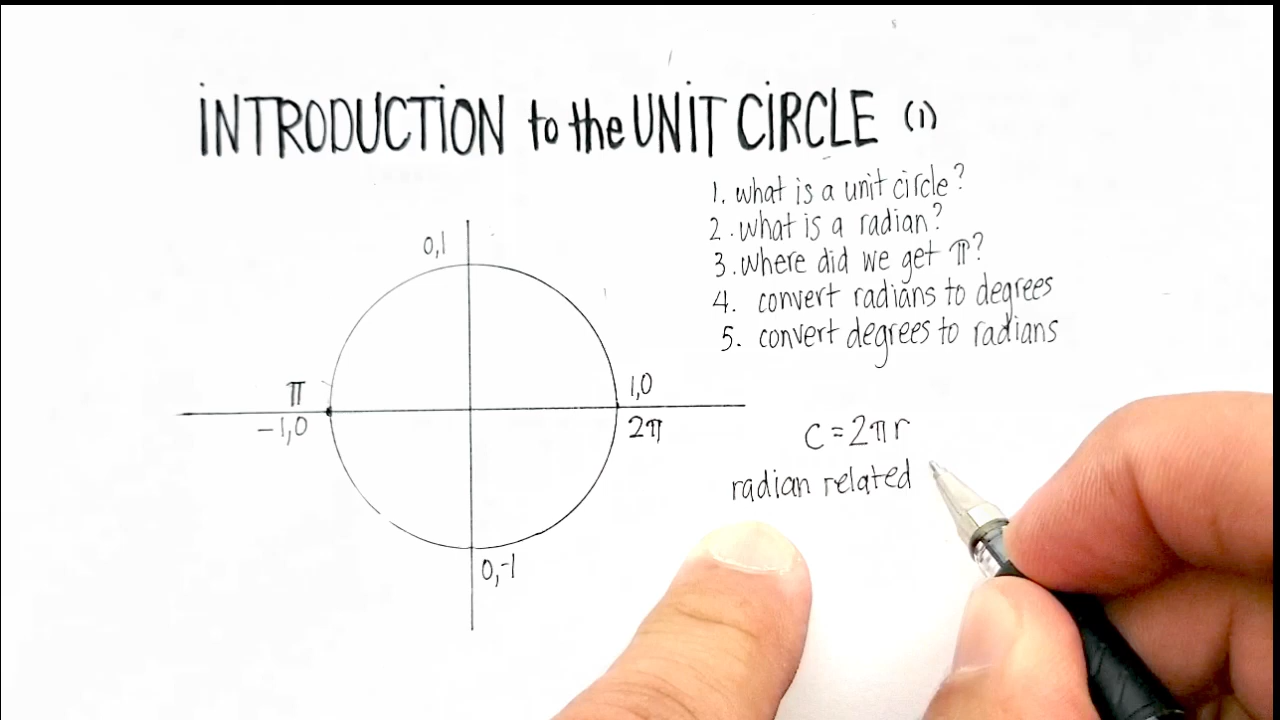 INTRODUCTION to the UNIT CIRCLE (1)
1. what is a unit circle?
2. what is a radian?
3. where did we get π?
4. convert radians to degrees
5. convert degrees to radians
0,1
π
-1,0
1,0
2π
0,-1
C=2πr
radian related